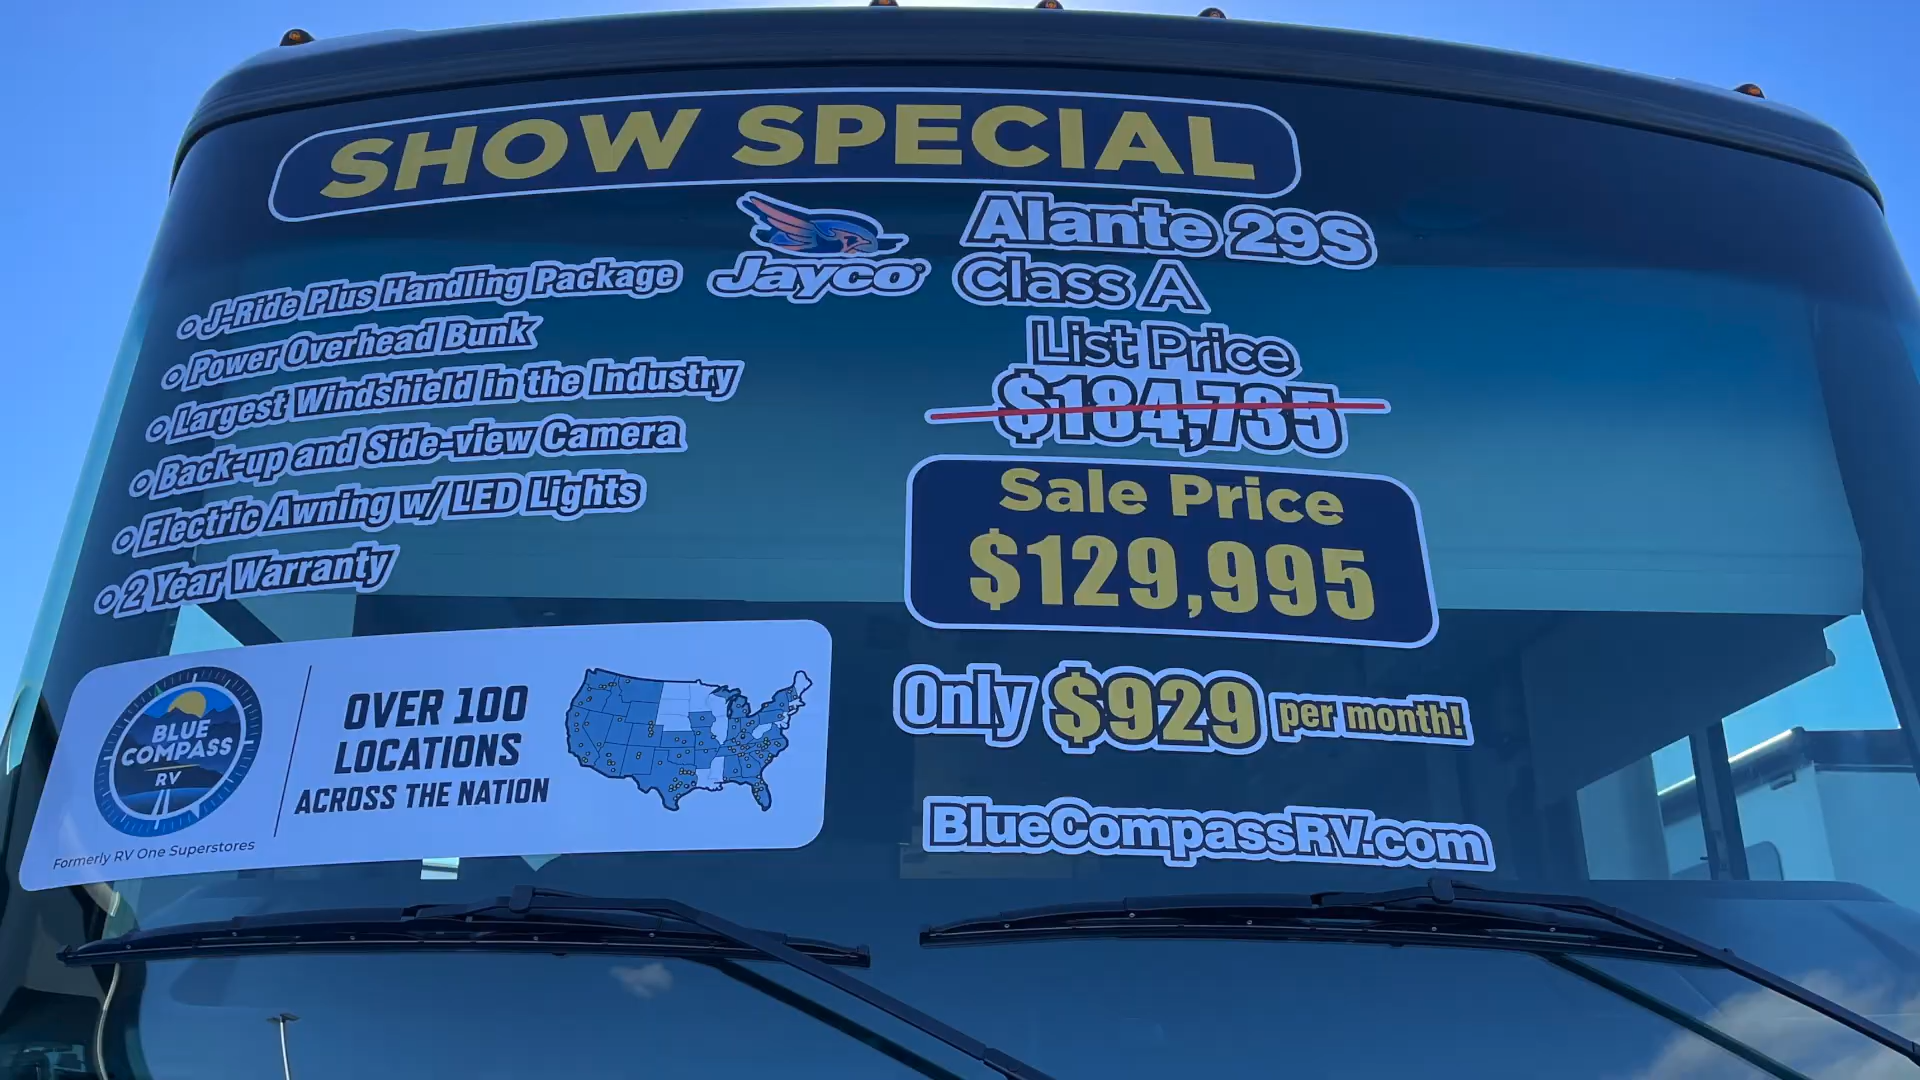 SHOW SPECIAL
Jayco
Alante 29S
Class A
• J-Ride Plus Handling Package
• Power Overhead Bunk
• Largest Windshield in the Industry
• Back-up and Side-view Camera
• Electric Awning w/ LED Lights
• 2 Year Warranty
List Price
$184,735
Sale Price
$129,995
Only $929 per month!
BlueCompassRV.com
BLUE
COMPASS
RV
Formerly RV One Superstores
OVER 100
LOCATIONS
ACROSS THE NATION